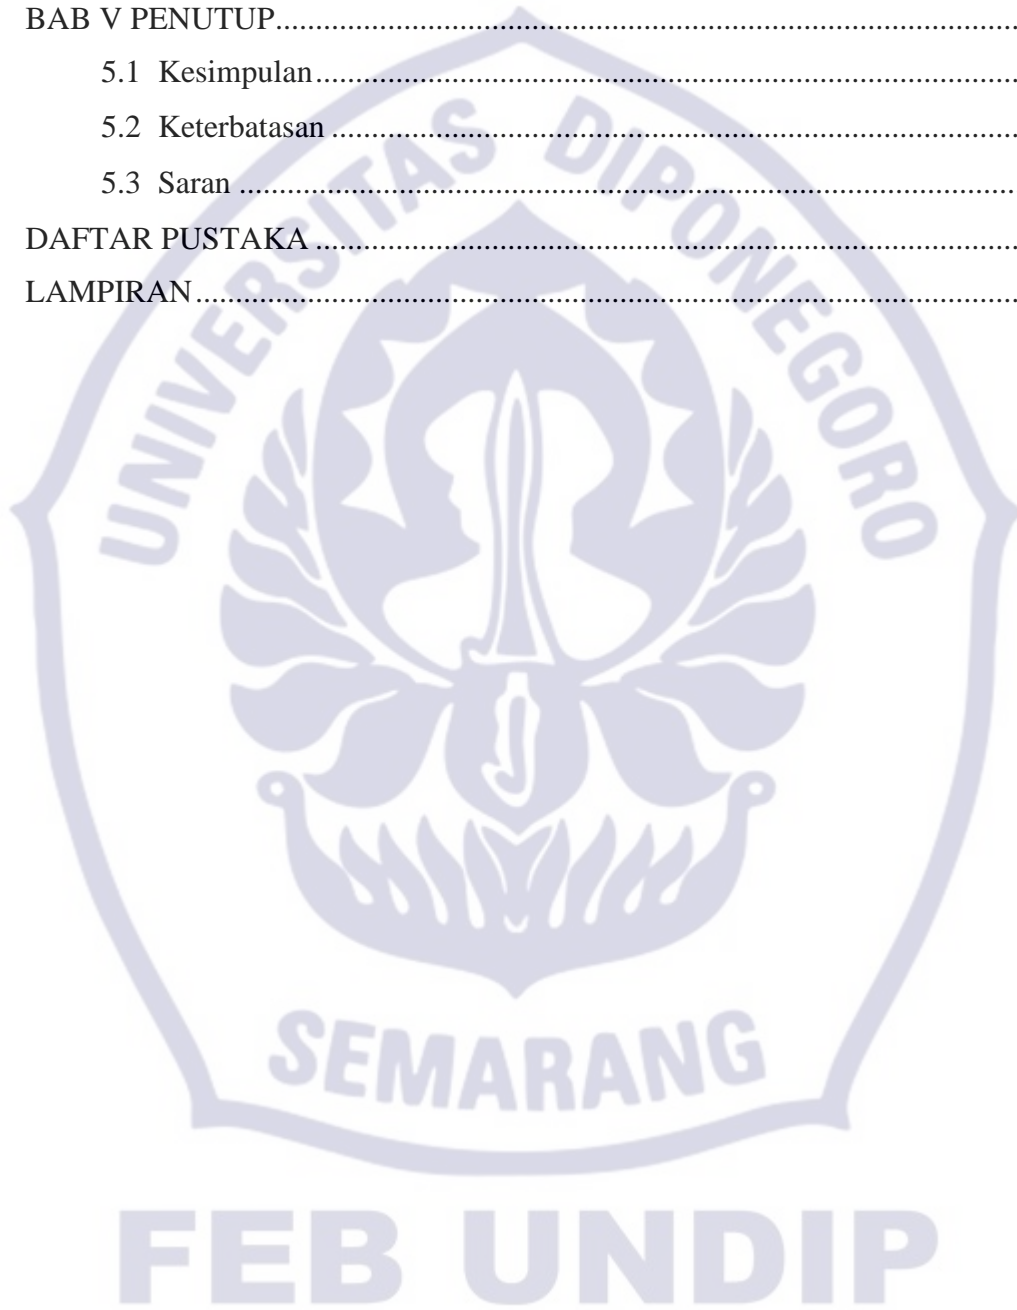 BAB V PENUTUP........................................................................................................
5.1 Kesimpulan.................................................................................................
5.2 Keterbatasan ...............................................................................................
5.3 Saran ..........................................................................................................
DAFTAR PUSTAKA ..................................................................................................
LAMPIRAN..................................................................................................................
UNIVERSITAS DIPONEGORO
SEMARANG
FEB UNDIP